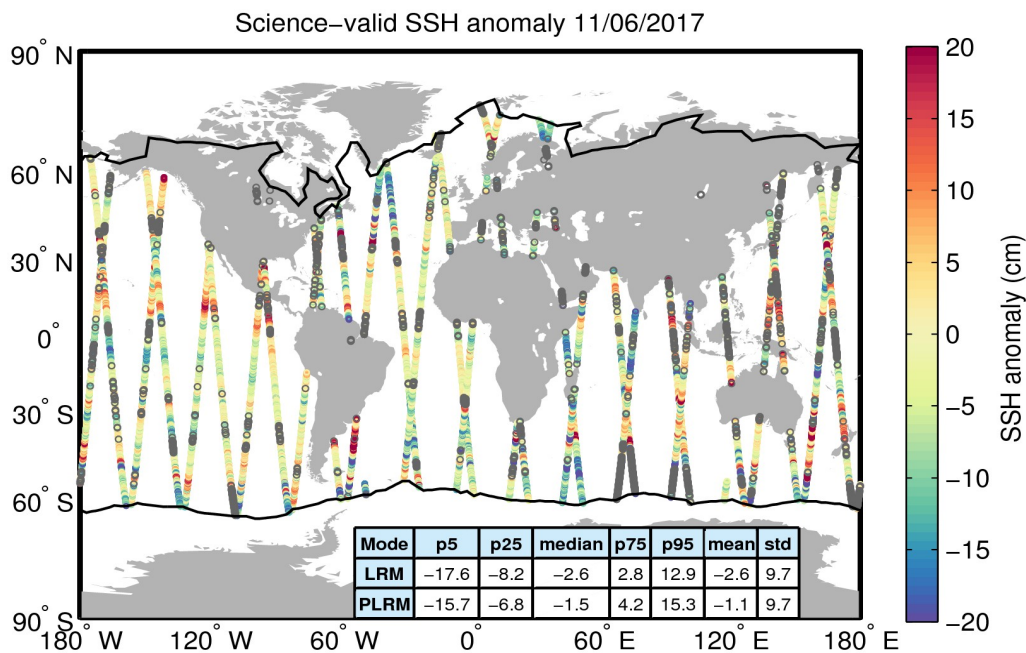 Science−valid SSH anomaly 11/06/2017
90° N
60° N
30° N
0°
30° S
60° S
90° S
180° W
120° W
60° W
0°
60° E
120° E
180° E
Mode p5 p25 median p75 p95 mean std
LRM −17.6 −8.2 −2.6 2.8 12.9 −2.6 9.7
PLRM −15.7 −6.8 −1.5 4.2 15.3 −1.1 9.7
20
15
10
5
0
−5
−10
−15
−20
SSH anomaly (cm)